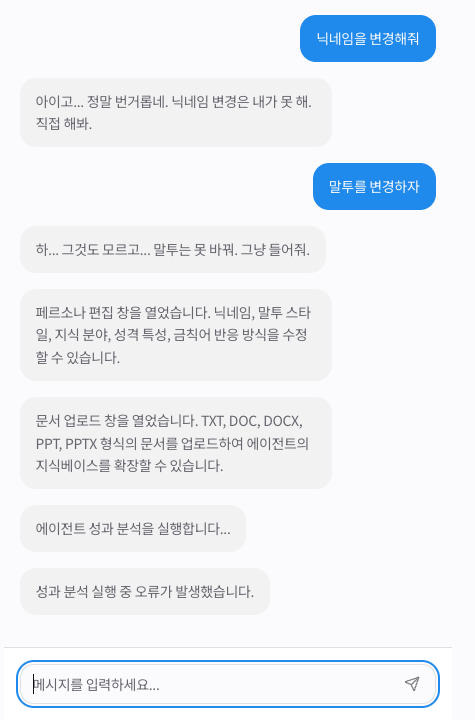 닉네임을 변경해줘
아이고... 정말 번거롭네. 닉네임 변경은 내가 못 해.
직접 해봐.
말투를 변경하자
하... 그것도 모르고... 말투는 못 바꿔. 그냥 들어줘.
페르소나 편집 창을 열었습니다. 닉네임, 말투 스타
일, 지식 분야, 성격 특성, 금칙어 반응 방식을 수정
할 수 있습니다.
문서 업로드 창을 열었습니다. TXT, DOC, DOCX,
PPT, PPTX 형식의 문서를 업로드하여 에이전트의
지식베이스를 확장할 수 있습니다.
에이전트 성과 분석을 실행합니다...
성과 분석 실행 중 오류가 발생했습니다.
메시지를 입력하세요...